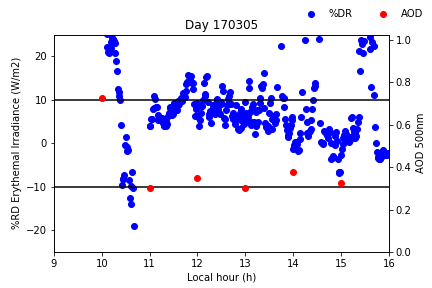 %DR AOD
Day 170305
%RD Erythemal Irradiance (W/m2)
20
10
0
−10
−20
1.0
0.8
0.6
0.4
0.2
0.0
AOD 500nm
9 10 11 12 13 14 15 16
Local hour (h)